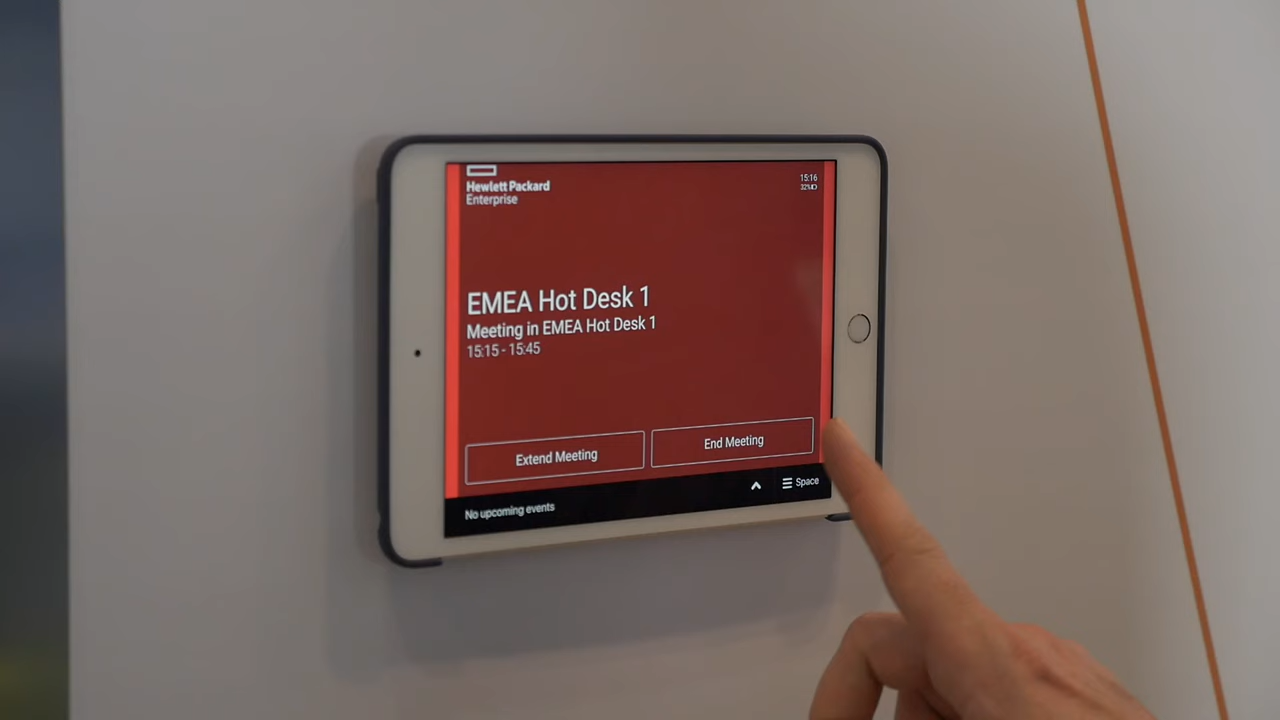 Hewlett Packard
Enterprise
15:16
EMEA Hot Desk 1
Meeting in EMEA Hot Desk 1
15:15 - 15:45
Extend Meeting
End Meeting
No upcoming events
Space